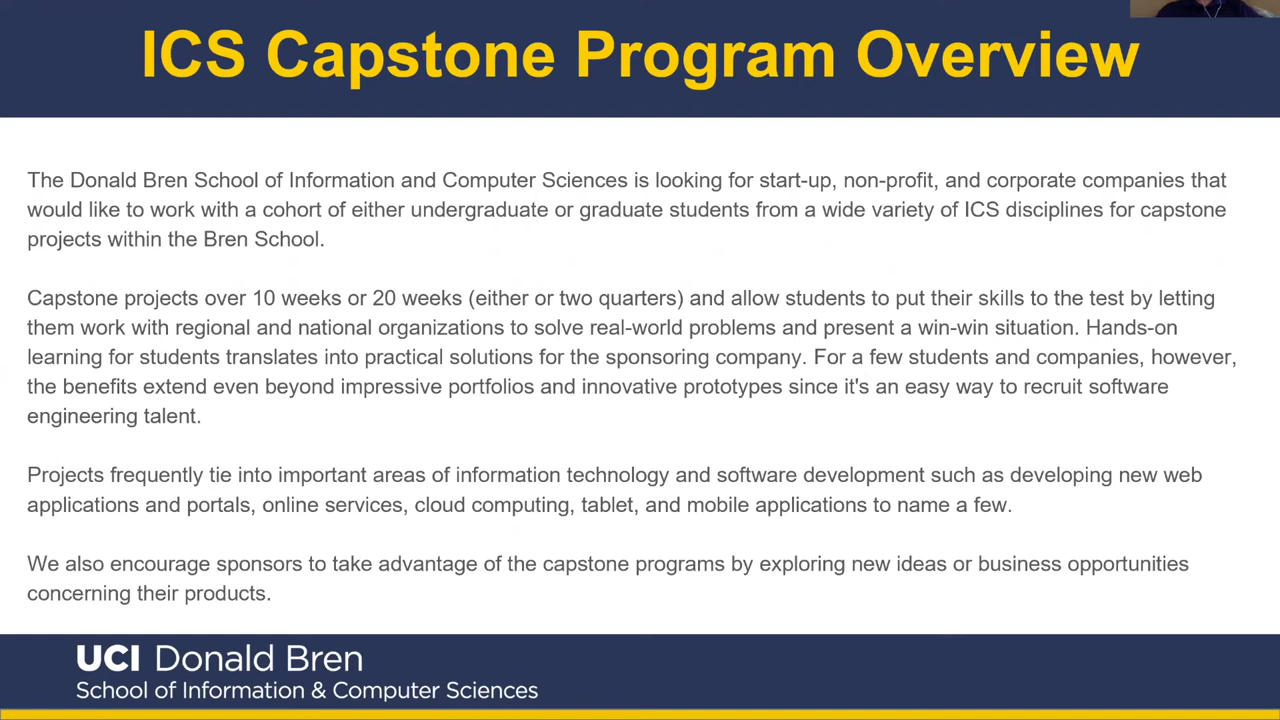 ICS Capstone Program Overview
The Donald Bren School of Information and Computer Sciences is looking for start-up, non-profit, and corporate companies that
would like to work with a cohort of either undergraduate or graduate students from a wide variety of ICS disciplines for capstone
projects within the Bren School.
Capstone projects over 10 weeks or 20 weeks (either or two quarters) and allow students to put their skills to the test by letting
them work with regional and national organizations to solve real-world problems and present a win-win situation. Hands-on
learning for students translates into practical solutions for the sponsoring company. For a few students and companies, however,
the benefits extend even beyond impressive portfolios and innovative prototypes since it's an easy way to recruit software
engineering talent.
Projects frequently tie into important areas of information technology and software development such as developing new web
applications and portals, online services, cloud computing, tablet, and mobile applications to name a few.
We also encourage sponsors to take advantage of the capstone programs by exploring new ideas or business opportunities
concerning their products.
UCI Donald Bren
School of Information & Computer Sciences